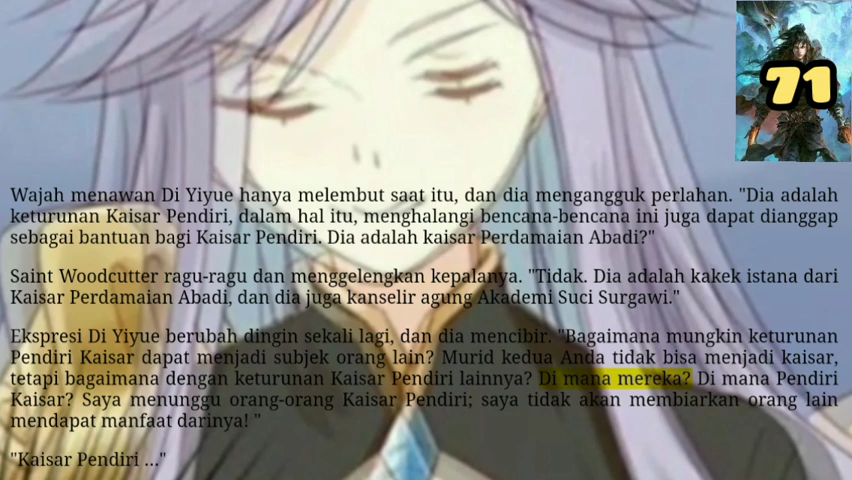 71
Wajah menawan Di Yiyue hanya melembut saat itu, dan dia mengangguk perlahan. "Dia adalah
keturunan Kaisar Pendiri, dalam hal itu, menghalangi bencana-bencana ini juga dapat dianggap
sebagai bantuan bagi Kaisar Pendiri. Dia adalah kaisar Perdamaian Abadi?"
Saint Woodcutter ragu-ragu dan menggelengkan kepalanya. "Tidak. Dia adalah kakek istana dari
Kaisar Perdamaian Abadi, dan dia juga kanselir agung Akademi Suci Surgawi."
Ekspresi Di Yiyue berubah dingin sekali lagi, dan dia mencibir. "Bagaimana mungkin keturunan
Pendiri Kaisar dapat menjadi subjek orang lain? Murid kedua Anda tidak bisa menjadi kaisar,
tetapi bagaimana dengan keturunan Kaisar Pendiri lainnya? Di mana mereka? Di mana Pendiri
Kaisar? Saya menunggu orang-orang Kaisar Pendiri; saya tidak akan membiarkan orang lain
mendapat manfaat darinya! "
"Kaisar Pendiri ..."